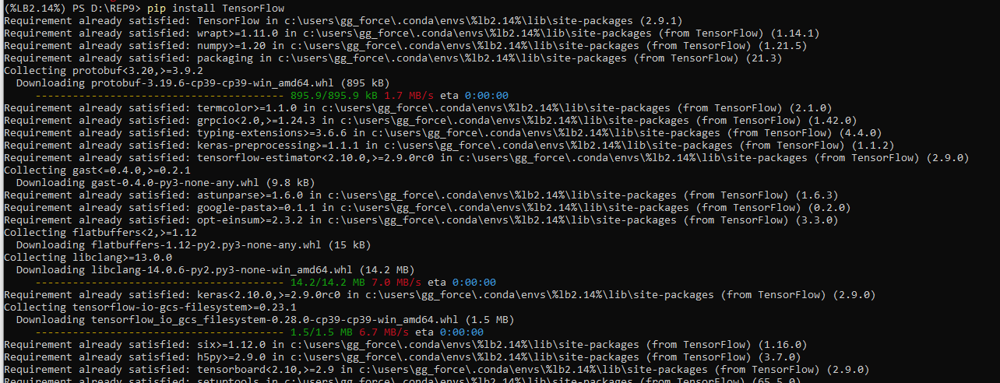 (%LB2.14%) PS D:\REP9> pip install TensorFlow
Requirement already satisfied: TensorFlow in c:\users\gg_force\.conda\envs\%lb2.14%\lib\site-packages (2.9.1)
Requirement already satisfied: wrapt>=1.11.0 in c:\users\gg_force\.conda\envs\%lb2.14%\lib\site-packages (from TensorFlow) (1.14.1)
Requirement already satisfied: numpy>=1.20 in c:\users\gg_force\.conda\envs\%lb2.14%\lib\site-packages (from TensorFlow) (1.21.5)
Requirement already satisfied: packaging in c:\users\gg_force\.conda\envs\%lb2.14%\lib\site-packages (from TensorFlow) (21.3)
Collecting protobuf<3.20,>=3.9.2
  Downloading protobuf-3.19.6-cp39-cp39-win_amd64.whl (895 kB)
     ---------------------------------------- 895.9/895.9 kB 1.7 MB/s eta 0:00:00
Requirement already satisfied: termcolor>=1.1.0 in c:\users\gg_force\.conda\envs\%lb2.14%\lib\site-packages (from TensorFlow) (2.1.0)
Requirement already satisfied: grpcio<2.0,>=1.24.3 in c:\users\gg_force\.conda\envs\%lb2.14%\lib\site-packages (from TensorFlow) (1.42.0)
Requirement already satisfied: typing-extensions>=3.6.6 in c:\users\gg_force\.conda\envs\%lb2.14%\lib\site-packages (from TensorFlow) (4.4.0)
Requirement already satisfied: keras-preprocessing>=1.1.1 in c:\users\gg_force\.conda\envs\%lb2.14%\lib\site-packages (from TensorFlow) (1.1.2)
Requirement already satisfied: tensorflow-estimator<2.10.0,>=2.9.0rc0 in c:\users\gg_force\.conda\envs\%lb2.14%\lib\site-packages (from TensorFlow) (2.9.0)
Collecting gast<=0.4.0,>=0.2.1
  Downloading gast-0.4.0-py3-none-any.whl (9.8 kB)
Requirement already satisfied: astunparse>=1.6.0 in c:\users\gg_force\.conda\envs\%lb2.14%\lib\site-packages (from TensorFlow) (1.6.3)
Requirement already satisfied: google-pasta>=0.1.1 in c:\users\gg_force\.conda\envs\%lb2.14%\lib\site-packages (from TensorFlow) (0.2.0)
Requirement already satisfied: opt-einsum>=2.3.2 in c:\users\gg_force\.conda\envs\%lb2.14%\lib\site-packages (from TensorFlow) (3.3.0)
Collecting flatbuffers<2,>=1.12
  Downloading flatbuffers-1.12-py2.py3-none-any.whl (15 kB)
Collecting libclang>=13.0.0
  Downloading libclang-14.0.6-py2.py3-none-win_amd64.whl (14.2 MB)
     ---------------------------------------- 14.2/14.2 MB 7.0 MB/s eta 0:00:00
Requirement already satisfied: keras<2.10.0,>=2.9.0rc0 in c:\users\gg_force\.conda\envs\%lb2.14%\lib\site-packages (from TensorFlow) (2.9.0)
Collecting tensorflow-io-gcs-filesystem>=0.23.1
  Downloading tensorflow_io_gcs_filesystem-0.28.0-cp39-cp39-win_amd64.whl (1.5 MB)
     ---------------------------------------- 1.5/1.5 MB 6.7 MB/s eta 0:00:00
Requirement already satisfied: six>=1.12.0 in c:\users\gg_force\.conda\envs\%lb2.14%\lib\site-packages (from TensorFlow) (1.16.0)
Requirement already satisfied: h5py>=2.9.0 in c:\users\gg_force\.conda\envs\%lb2.14%\lib\site-packages (from TensorFlow) (3.7.0)
Requirement already satisfied: tensorboard<2.10,>=2.9 in c:\users\gg_force\.conda\envs\%lb2.14%\lib\site-packages (from TensorFlow) (2.9.0)
Requirement already satisfied: setuptools in c:\users\gg_force\.conda\envs\%lb2.14%\lib\site-packages (from TensorFlow) (65.5.0)